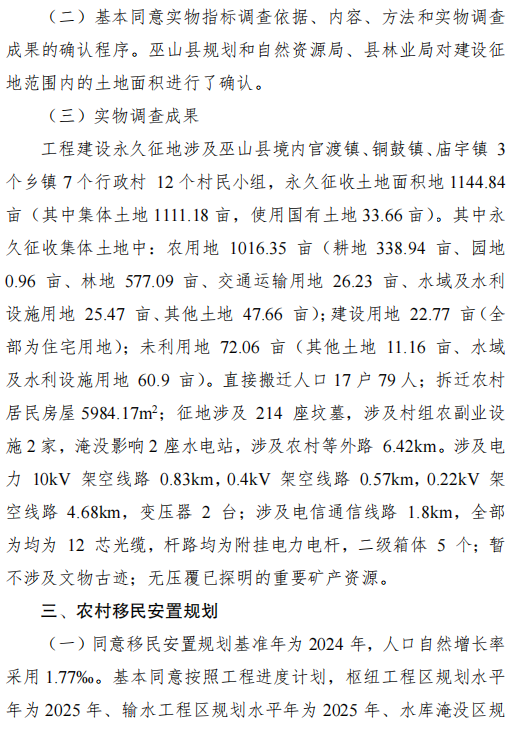 （二）基本同意实物指标调查依据、内容、方法和实物调查
成果的确认程序。巫山县规划和自然资源局、县林业局对建设征
地范围内的土地面积进行了确认。
（三）实物调查成果
工程建设永久征地涉及巫山县境内官渡镇、铜鼓镇、庙宇镇 3
个乡镇 7 个行政村 12 个村民小组，永久征收土地面积地 1144.84
亩（其中集体土地 1111.18 亩，使用国有土地 33.66 亩）。其中永
久征收集体土地中：农用地 1016.35 亩（耕地 338.94 亩、园地
0.96 亩、林地 577.09 亩、交通运输用地 26.23 亩、水域及水利
设施用地 25.47 亩、其他土地 47.66 亩）；建设用地 22.77 亩（全
部为住宅用地）；未利用地 72.06 亩（其他土地 11.16 亩、水域
及水利设施用地 60.9 亩）。直接搬迁人口 17 户 79 人；拆迁农村
居民房屋 5984.17m²；征地涉及 214 座坟墓，涉及村组农副业设
施 2 家，淹没影响 2 座水电站，涉及农村等外路 6.42km。涉及电
力 10kV 架空线路 0.83km，0.4kV 架空线路 0.57km，0.22kV 架
空线路 4.68km，变压器 2 台；涉及电信通信线路 1.8km，全部
为均为 12 芯光缆，杆路均为附挂电力电杆，二级箱体 5 个；暂
不涉及文物古迹；无压覆已探明的重要矿产资源。
三、农村移民安置规划
（一）同意移民安置规划基准年为 2024 年，人口自然增长率
采用 1.77‰。基本同意按照工程进度计划，枢纽工程区规划水平
年为 2025 年、输水工程区规划水平年为 2025 年、水库淹没区规